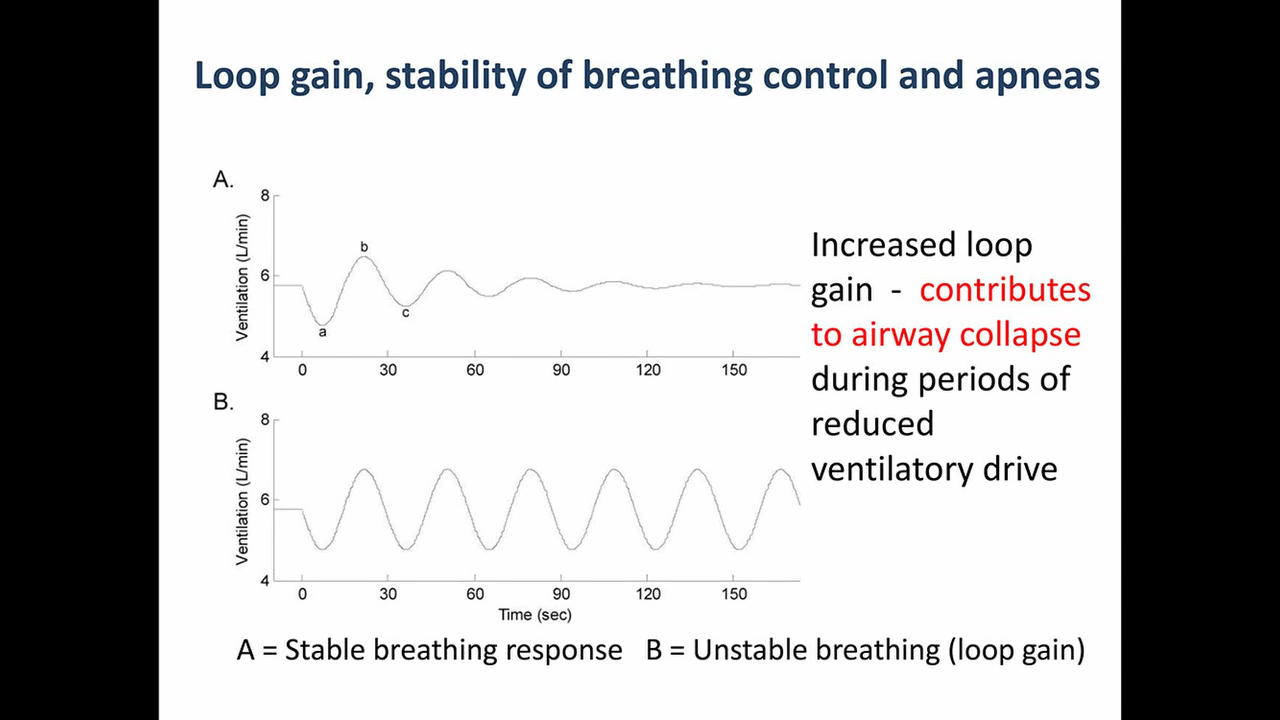 Loop gain, stability of breathing control and apneas
A.
8
6
4
Ventilation (L/min)
a
b
c
0 30 60 90 120 150
B.
8
6
4
Ventilation (L/min)
0 30 60 90 120 150
Time (sec)
Increased loop
gain - contributes
to airway collapse
during periods of
reduced
ventilatory drive
A = Stable breathing response B = Unstable breathing (loop gain)